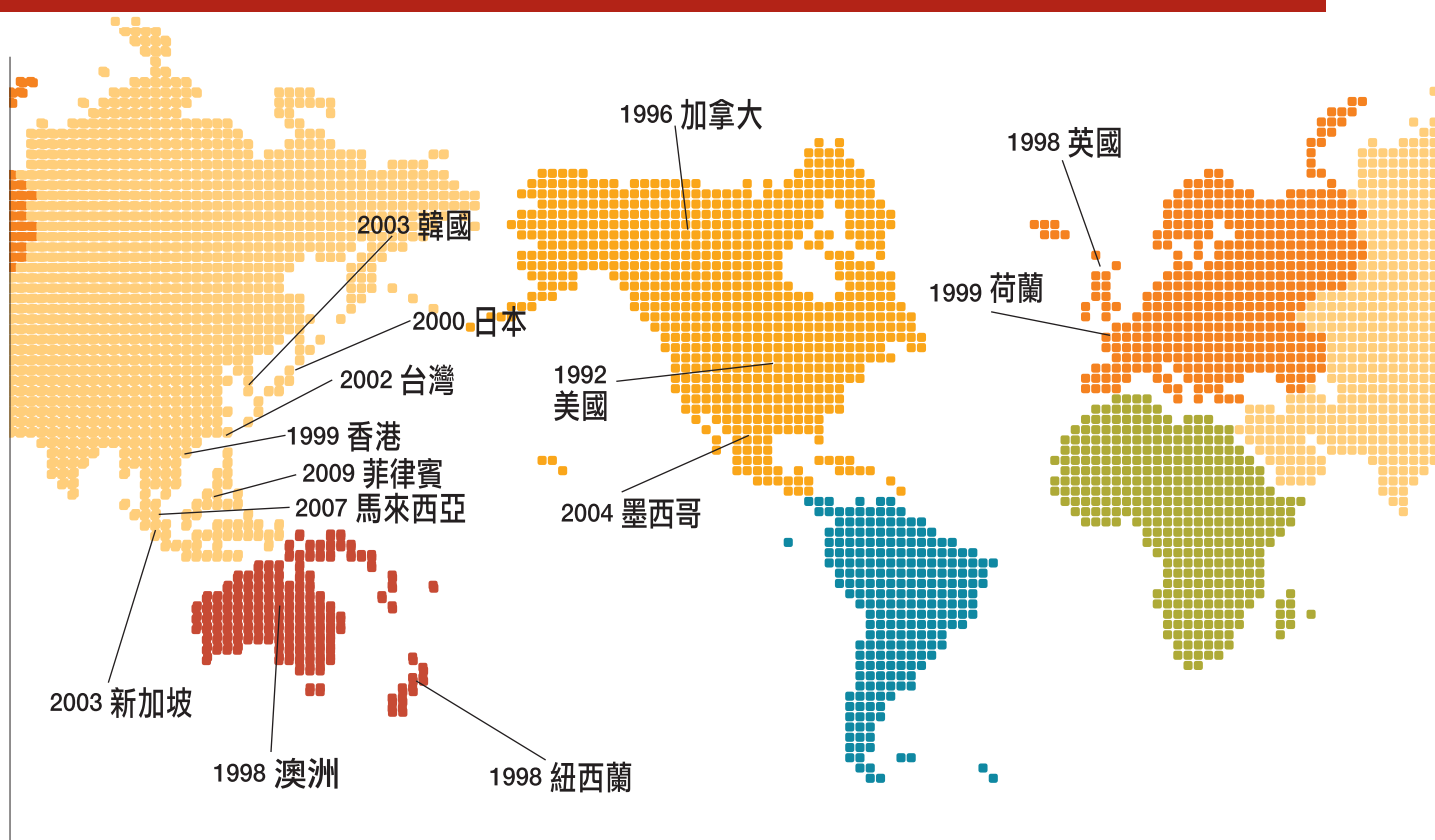 1996 加拿大
1998 英國
2003 韓國
1999 荷蘭
2000 日本
2002 台灣
1992
美國
1999 香港
2009 菲律賓
2007 馬來西亞
2004 墨西哥
2003 新加坡
1998 澳洲
1998 紐西蘭